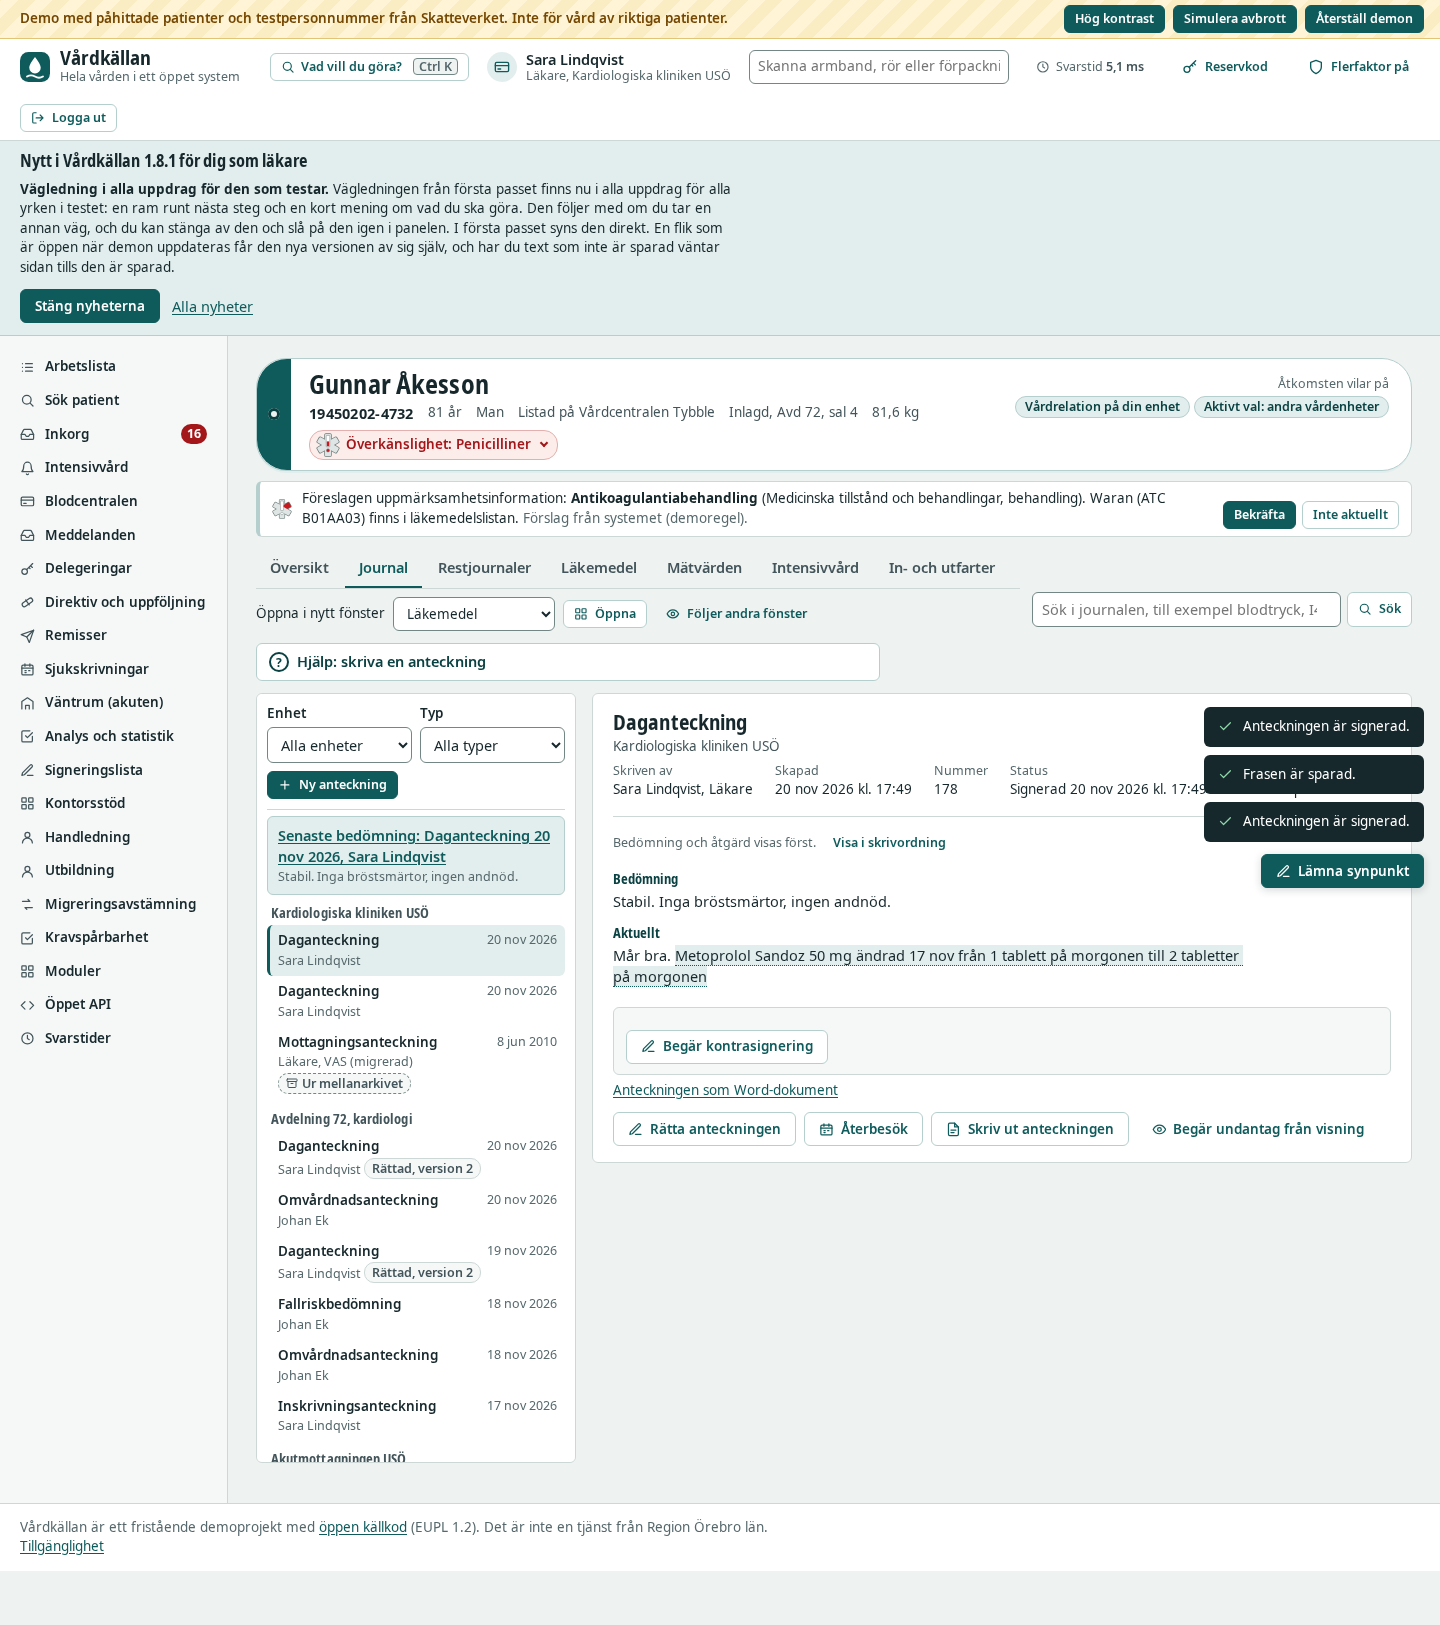 Demo med påhittade patienter och testpersonnummer från Skatteverket. Inte för vård av riktiga patienter.
Hög kontrast
Simulera avbrott
Återställ demon
Vårdkällan
Hela vården i ett öppet system
Vad vill du göra? Ctrl K
Sara Lindqvist
Läkare, Kardiologiska kliniken USÖ
Skanna armband, rör eller förpackni
Svarstid 5,1 ms
Reservkod
Flerfaktor på
Logga ut
Nytt i Vårdkällan 1.8.1 för dig som läkare
Vägledning i alla uppdrag för den som testar. Vägledningen från första passet finns nu i alla uppdrag för alla
yrken i testet: en ram runt nästa steg och en kort mening om vad du ska göra. Den följer med om du tar en
annan väg, och du kan stänga av den och slå på den igen i panelen. I första passet syns den direkt. En flik som
är öppen när demon uppdateras får den nya versionen av sig själv, och har du text som inte är sparad väntar
sidan tills den är sparad.
Stäng nyheterna
Alla nyheter
Arbetslista
Sök patient
Inkorg 16
Intensivvård
Blodcentralen
Meddelanden
Delegeringar
Direktiv och uppföljning
Remisser
Sjukskrivningar
Väntrum (akuten)
Analys och statistik
Signeringslista
Kontorsstöd
Handledning
Utbildning
Migreringsavstämning
Kravspårbarhet
Moduler
Öppet API
Svarstider
Gunnar Åkesson
19450202-4732 81 år Man Listad på Vårdcentralen Tybble Inlagd, Avd 72, sal 4 81,6 kg
Överkänslighet: Penicilliner
Åtkomsten vilar på
Vårdrelation på din enhet
Aktivt val: andra vårdenheter
Föreslagen uppmärksamhetsinformation: Antikoagulantiabehandling (Medicinska tillstånd och behandlingar, behandling). Waran (ATC
B01AA03) finns i läkemedelslistan. Förslag från systemet (demoregel).
Bekräfta
Inte aktuellt
Översikt
Journal
Restjournaler
Läkemedel
Mätvärden
Intensivvård
In- och utfarter
Öppna i nytt fönster
Läkemedel
Öppna
Följer andra fönster
Sök i journalen, till exempel blodtryck, I4
Sök
? Hjälp: skriva en anteckning
Enhet
Typ
Alla enheter
Alla typer
Ny anteckning
Senaste bedömning: Daganteckning 20
nov 2026, Sara Lindqvist
Stabil. Inga bröstsmärtor, ingen andnöd.
Kardiologiska kliniken USÖ
Daganteckning 20 nov 2026
Sara Lindqvist
Daganteckning 20 nov 2026
Sara Lindqvist
Mottagningsanteckning 8 jun 2010
Läkare, VAS (migrerad)
Ur mellanarkivet
Avdelning 72, kardiologi
Daganteckning 20 nov 2026
Sara Lindqvist Rättad, version 2
Omvårdnadsanteckning 20 nov 2026
Johan Ek
Daganteckning 19 nov 2026
Sara Lindqvist Rättad, version 2
Fallriskbedömning 18 nov 2026
Johan Ek
Omvårdnadsanteckning 18 nov 2026
Johan Ek
Inskrivningsanteckning 17 nov 2026
Sara Lindqvist
Akutmottagningen USÖ
Daganteckning
Kardiologiska kliniken USÖ
Skriven av Skapad Nummer Status
Sara Lindqvist, Läkare 20 nov 2026 kl. 17:49 178 Signerad 20 nov 2026 kl. 17:49
Bedömning och åtgärd visas först. Visa i skrivordning
Bedömning
Stabil. Inga bröstsmärtor, ingen andnöd.
Aktuellt
Mår bra. Metoprolol Sandoz 50 mg ändrad 17 nov från 1 tablett på morgonen till 2 tabletter
på morgonen
Begär kontrasignering
Anteckningen som Word-dokument
Rätta anteckningen
Återbesök
Skriv ut anteckningen
Begär undantag från visning
Anteckningen är signerad.
Frasen är sparad.
Anteckningen är signerad.
Lämna synpunkt
Vårdkällan är ett fristående demoprojekt med öppen källkod (EUPL 1.2). Det är inte en tjänst från Region Örebro län.
Tillgänglighet